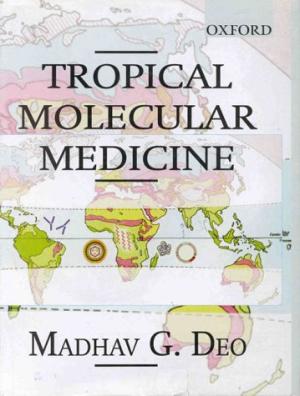 OXFORD
TROPICAL
MOLECULAR
MEDICINE
MADHAV G. DEO